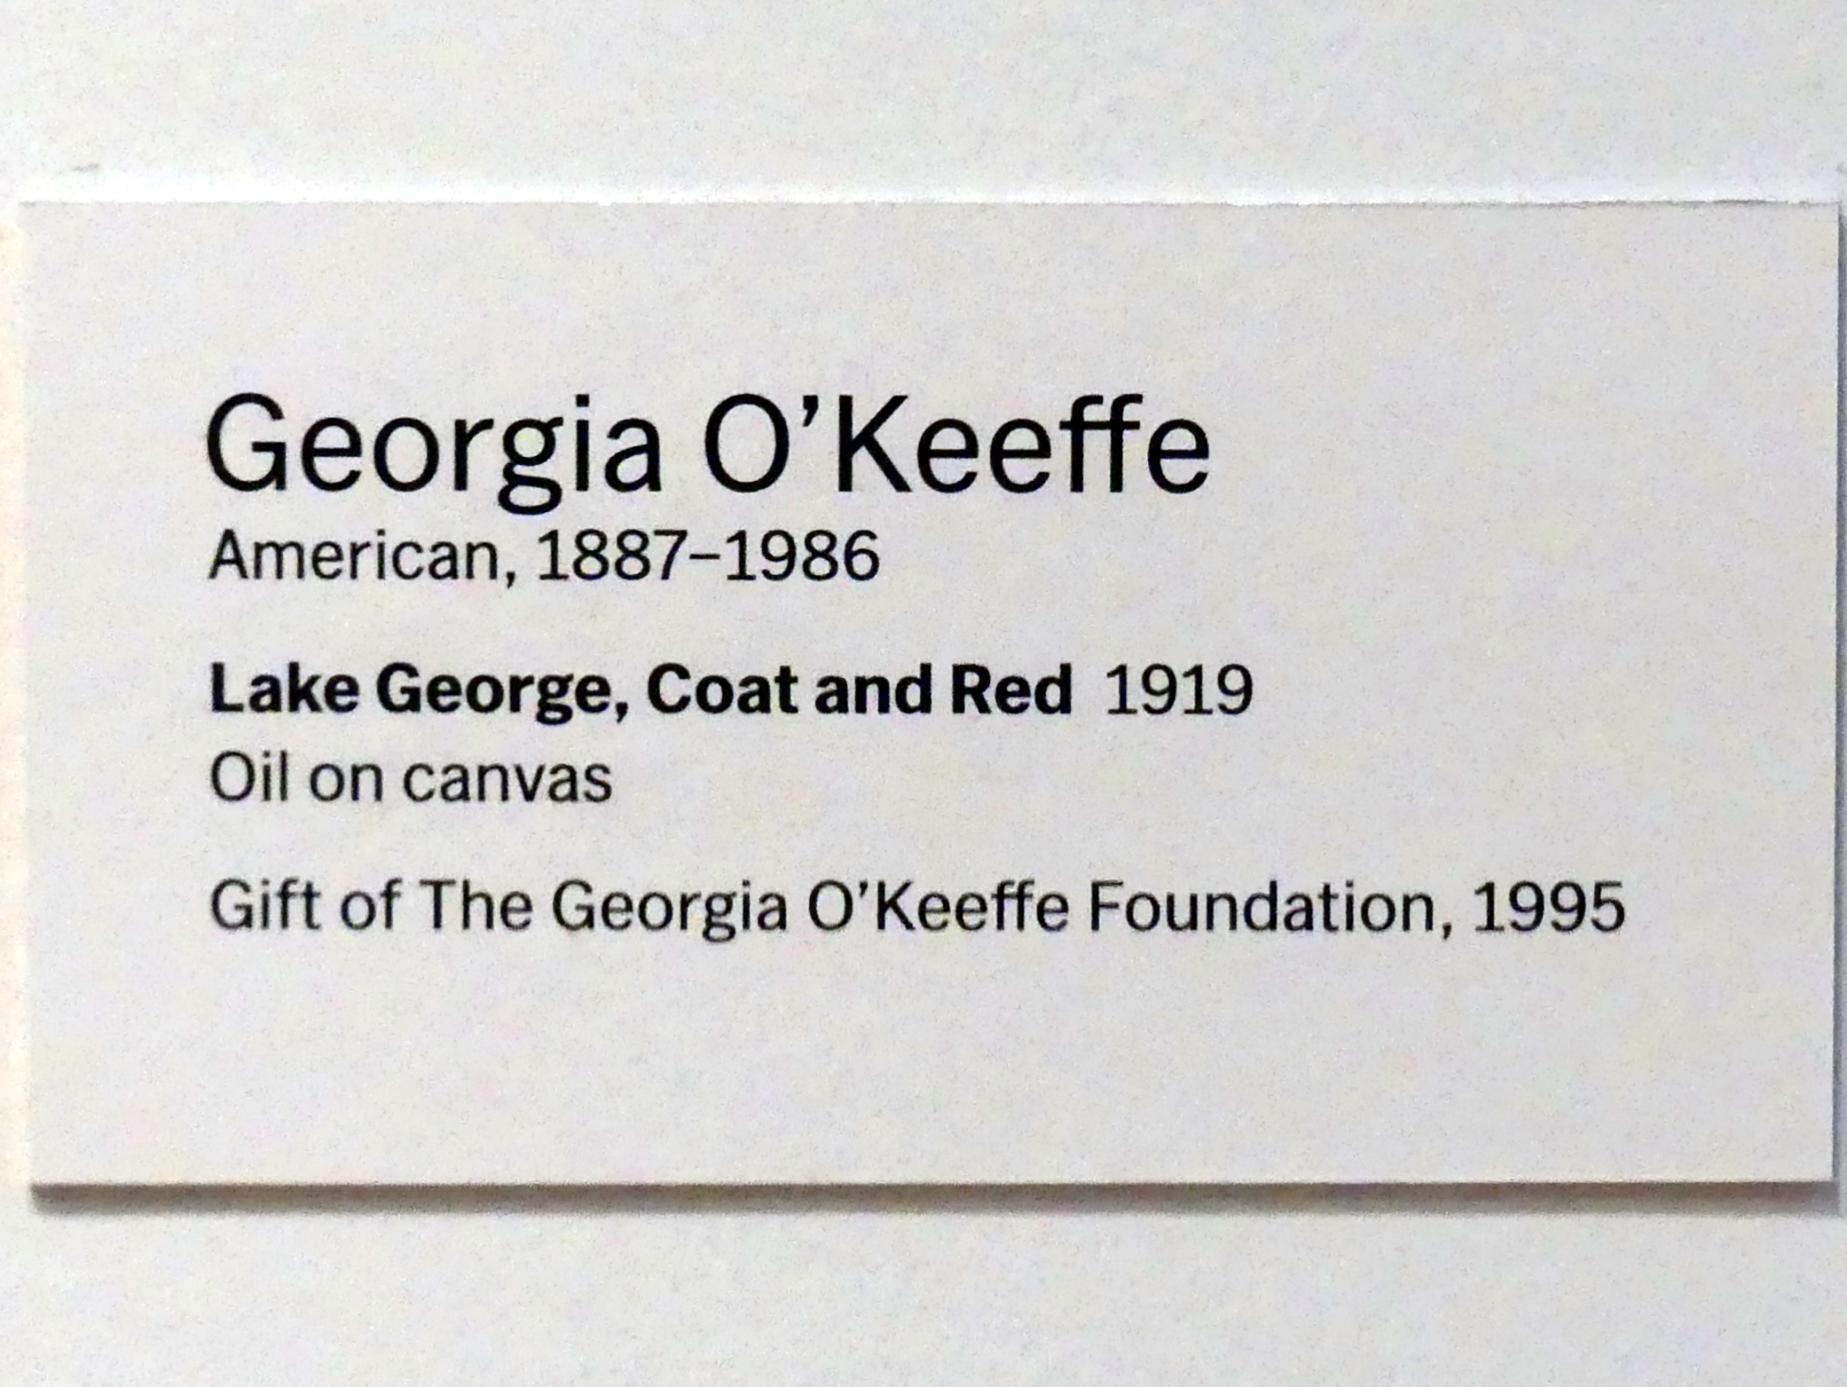 Georgia O’Keeffe
American, 1887–1986
Lake George, Coat and Red 1919
Oil on canvas
Gift of The Georgia O’Keeffe Foundation, 1995